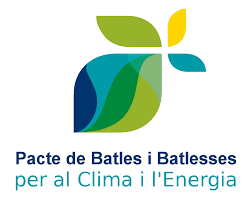 Pacte de Batles i Batlesses
per al Clima i l'Energia